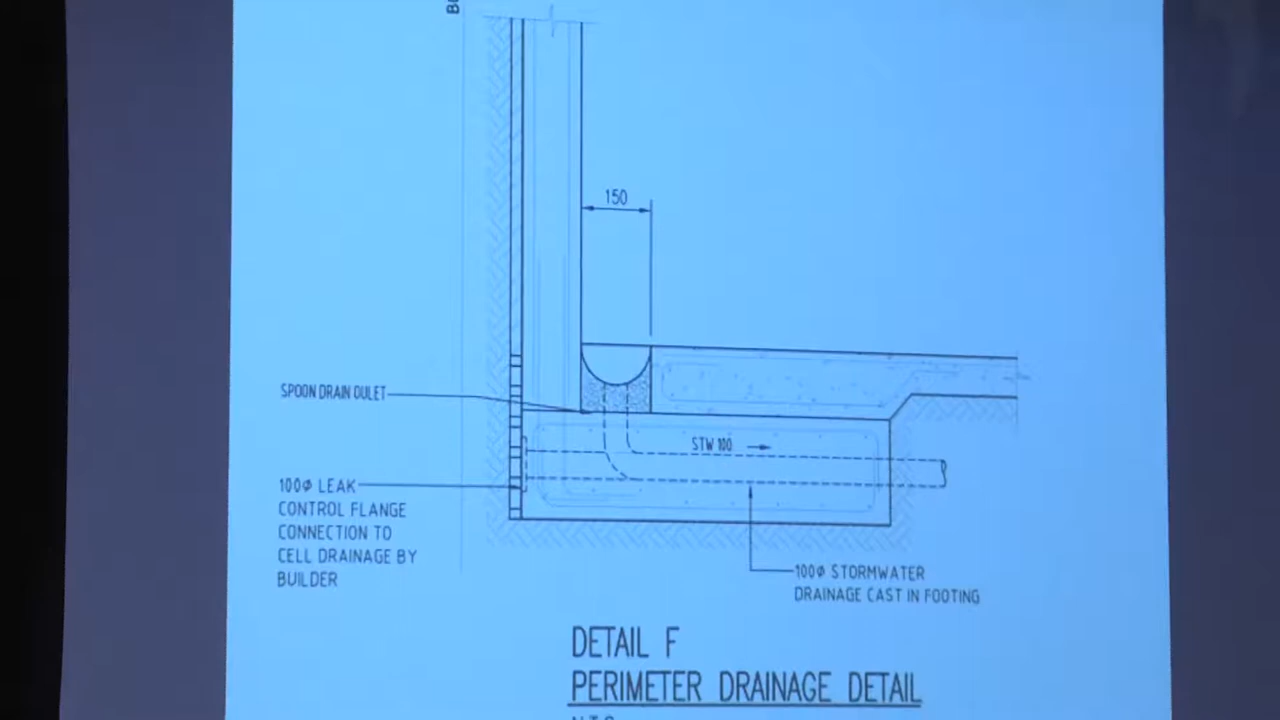 150
SPOON DRAIN OULET
STW 100
100Φ LEAK
CONTROL FLANGE
CONNECTION TO
CELL DRAINAGE BY
BUILDER
100Φ STORMWATER
DRAINAGE CAST IN FOOTING
DETAIL F
PERIMETER DRAINAGE DETAIL